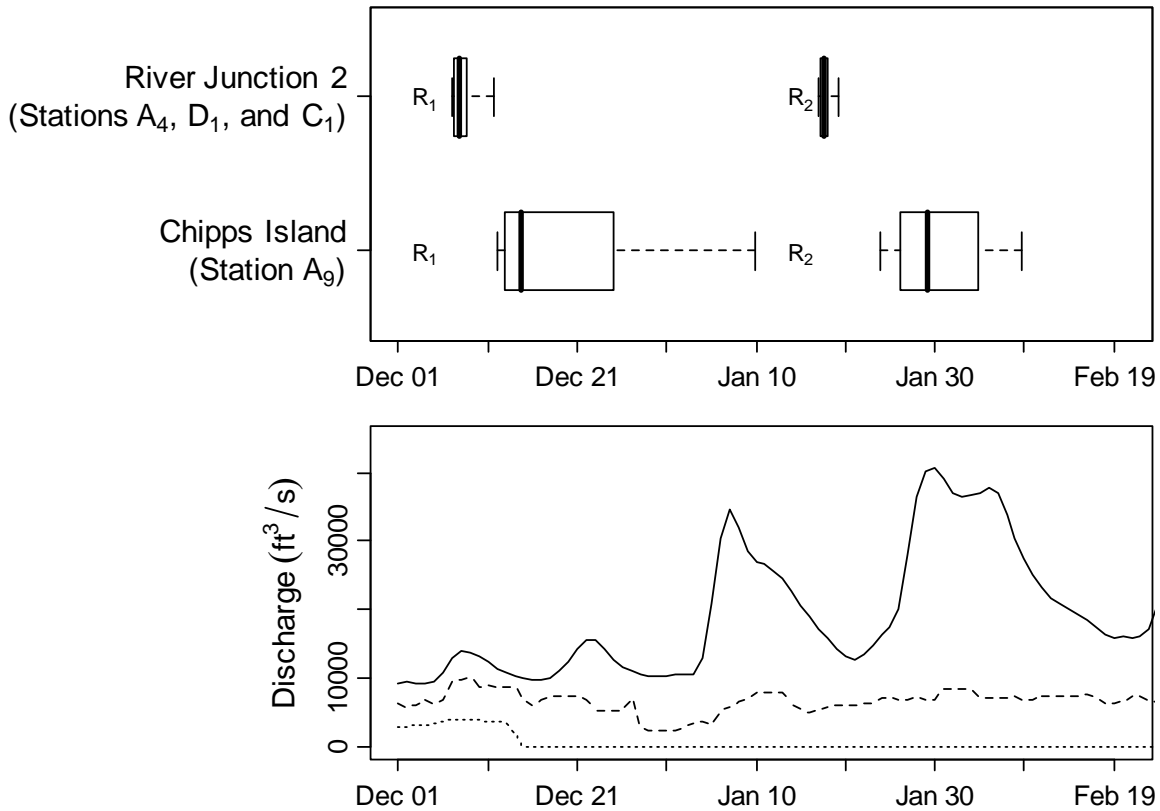 River Junction 2
(Stations A₄, D₁, and C₁)
R₁
R₂
Chipps Island
(Station A₉)
R₁
R₂
Dec 01
Dec 21
Jan 10
Jan 30
Feb 19
Discharge (ft³/s)
30000
10000
0
Dec 01
Dec 21
Jan 10
Jan 30
Feb 19